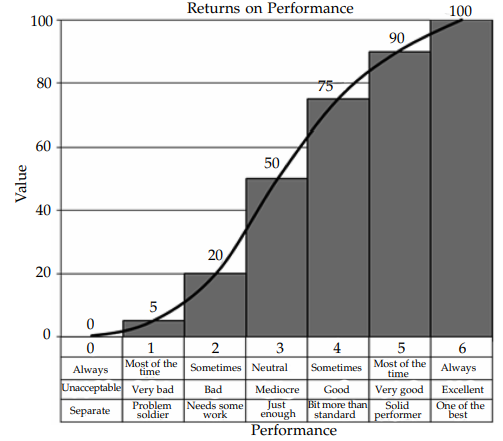 Returns on Performance
100
100
90
80
75
60
50
40
20
20
5
0
0
Value
0 1 2 3 4 5 6
Always Most of the time Sometimes Neutral Sometimes Most of the time Always
Unacceptable Very bad Bad Mediocre Good Very good Excellent
Separate Problem soldier Needs some work Just enough Bit more than standard Solid performer One of the best
Performance